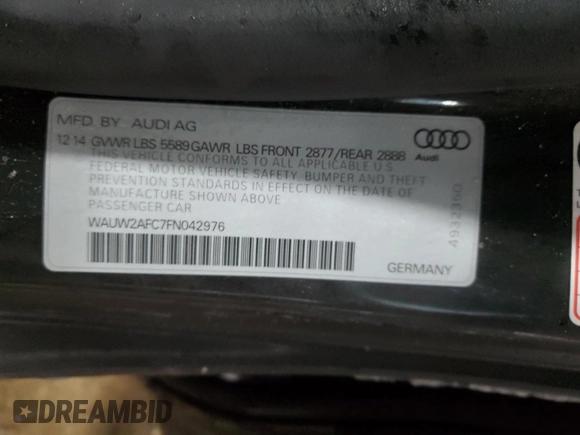 MFD. BY AUDI AG
12 14 GVWR LBS 5589 GAWR LBS FRONT 2877/REAR 2888
THIS VEHICLE CONFORMS TO ALL APPLICABLE U.S.
FEDERAL MOTOR VEHICLE SAFETY, BUMPER AND THEFT
PREVENTION STANDARDS IN EFFECT ON THE DATE OF
MANUFACTURE SHOWN ABOVE
PASSENGER CAR
WAUW2AFC7FN042976
Audi
4932360
GERMANY
DREAMBID